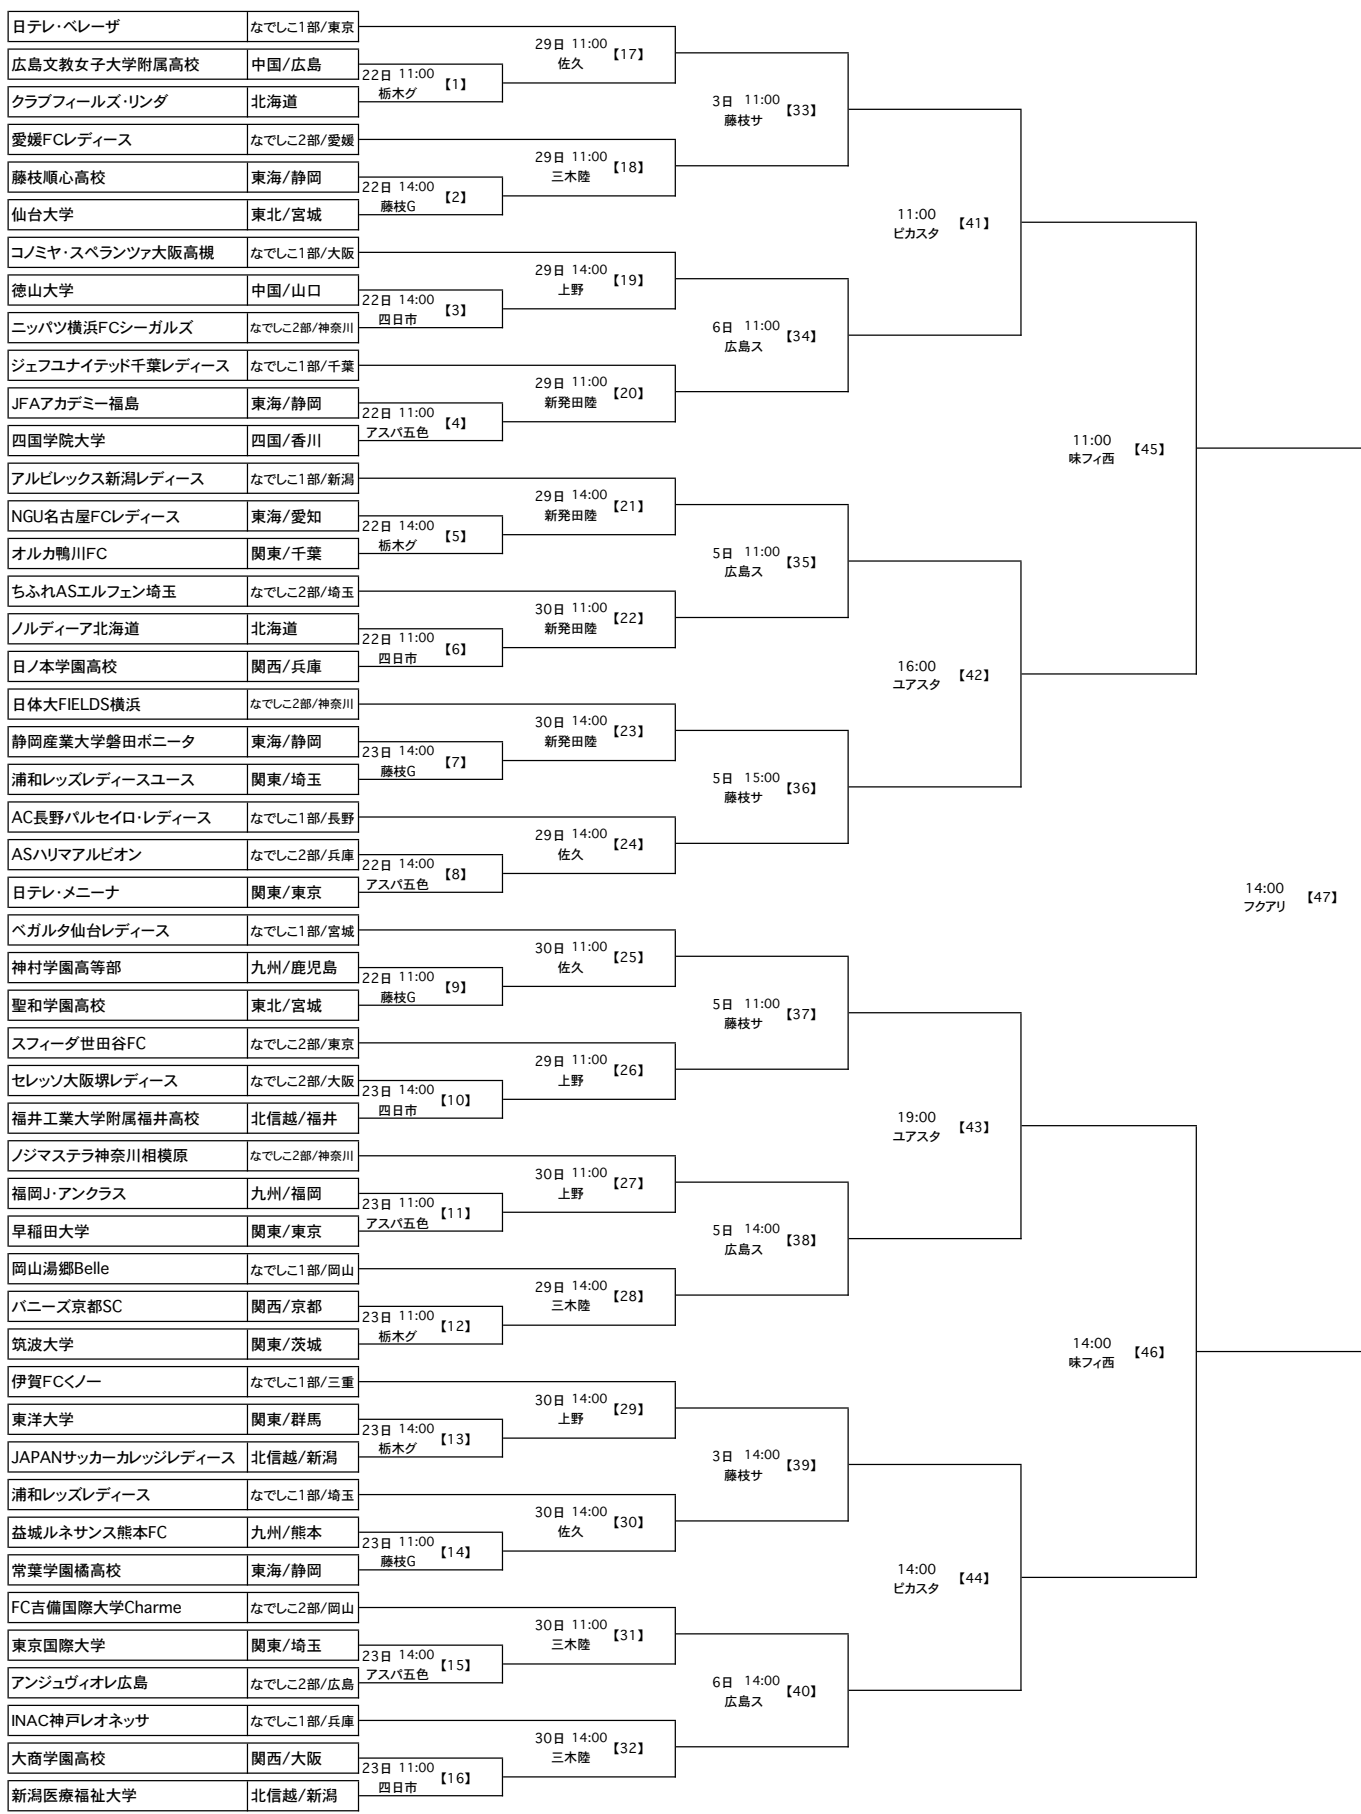 日テレ・ベレーザ なでしこ1部/東京
29日 11:00 【17】
佐久
広島文教女子大学附属高校 中国/広島
22日 11:00 【1】
栃木グ
クラブフィールズ・リンダ 北海道
3日 11:00 【33】
藤枝サ
愛媛FCレディース なでしこ2部/愛媛
29日 11:00 【18】
三木陸
藤枝順心高校 東海/静岡
22日 14:00 【2】
藤枝G
仙台大学 東北/宮城
11:00 【41】
ピカスタ
コノミヤ・スペランツァ大阪高槻 なでしこ1部/大阪
29日 14:00 【19】
上野
徳山大学 中国/山口
22日 14:00 【3】
四日市
ニッパツ横浜FCシーガルズ なでしこ2部/神奈川
6日 11:00 【34】
広島ス
ジェフユナイテッド千葉レディース なでしこ1部/千葉
29日 11:00 【20】
新発田陸
JFAアカデミー福島 東海/静岡
22日 11:00 【4】
アスパ五色
四国学院大学 四国/香川
11:00 【45】
味フィ西
アルビレックス新潟レディース なでしこ1部/新潟
29日 14:00 【21】
新発田陸
NGU名古屋FCレディース 東海/愛知
22日 14:00 【5】
栃木グ
オルカ鴨川FC 関東/千葉
5日 11:00 【35】
広島ス
ちふれASエルフェン埼玉 なでしこ2部/埼玉
30日 11:00 【22】
新発田陸
ノルディーア北海道 北海道
22日 11:00 【6】
四日市
日ノ本学園高校 関西/兵庫
16:00 【42】
ユアスタ
日体大FIELDS横浜 なでしこ2部/神奈川
30日 14:00 【23】
新発田陸
静岡産業大学磐田ボニータ 東海/静岡
23日 14:00 【7】
藤枝G
浦和レッズレディースユース 関東/埼玉
5日 15:00 【36】
藤枝サ
AC長野パルセイロ・レディース なでしこ1部/長野
29日 14:00 【24】
佐久
ASハリマアルビオン なでしこ2部/兵庫
22日 14:00 【8】
アスパ五色
日テレ・メニーナ 関東/東京
14:00 【47】
フクアリ
ベガルタ仙台レディース なでしこ1部/宮城
30日 11:00 【25】
佐久
神村学園高等部 九州/鹿児島
22日 11:00 【9】
藤枝G
聖和学園高校 東北/宮城
5日 11:00 【37】
藤枝サ
スフィーダ世田谷FC なでしこ2部/東京
29日 11:00 【26】
上野
セレッソ大阪堺レディース なでしこ2部/大阪
23日 14:00 【10】
四日市
福井工業大学附属福井高校 北信越/福井
19:00 【43】
ユアスタ
ノジマステラ神奈川相模原 なでしこ2部/神奈川
30日 11:00 【27】
上野
福岡J・アンクラス 九州/福岡
23日 11:00 【11】
アスパ五色
早稲田大学 関東/東京
5日 14:00 【38】
広島ス
岡山湯郷Belle なでしこ1部/岡山
29日 14:00 【28】
三木陸
バニーズ京都SC 関西/京都
23日 11:00 【12】
栃木グ
筑波大学 関東/茨城
14:00 【46】
味フィ西
伊賀FCくノ一 なでしこ1部/三重
30日 14:00 【29】
上野
東洋大学 関東/群馬
23日 14:00 【13】
栃木グ
JAPANサッカーカレッジレディース 北信越/新潟
3日 14:00 【39】
藤枝サ
浦和レッズレディース なでしこ1部/埼玉
30日 14:00 【30】
佐久
益城ルネサンス熊本FC 九州/熊本
23日 11:00 【14】
藤枝G
常葉学園橘高校 東海/静岡
14:00 【44】
ピカスタ
FC吉備国際大学Charme なでしこ2部/岡山
30日 11:00 【31】
三木陸
東京国際大学 関東/埼玉
23日 14:00 【15】
アスパ五色
アンジュヴィオレ広島 なでしこ2部/広島
6日 14:00 【40】
広島ス
INAC神戸レオネッサ なでしこ1部/兵庫
30日 14:00 【32】
三木陸
大商学園高校 関西/大阪
23日 11:00 【16】
四日市
新潟医療福祉大学 北信越/新潟